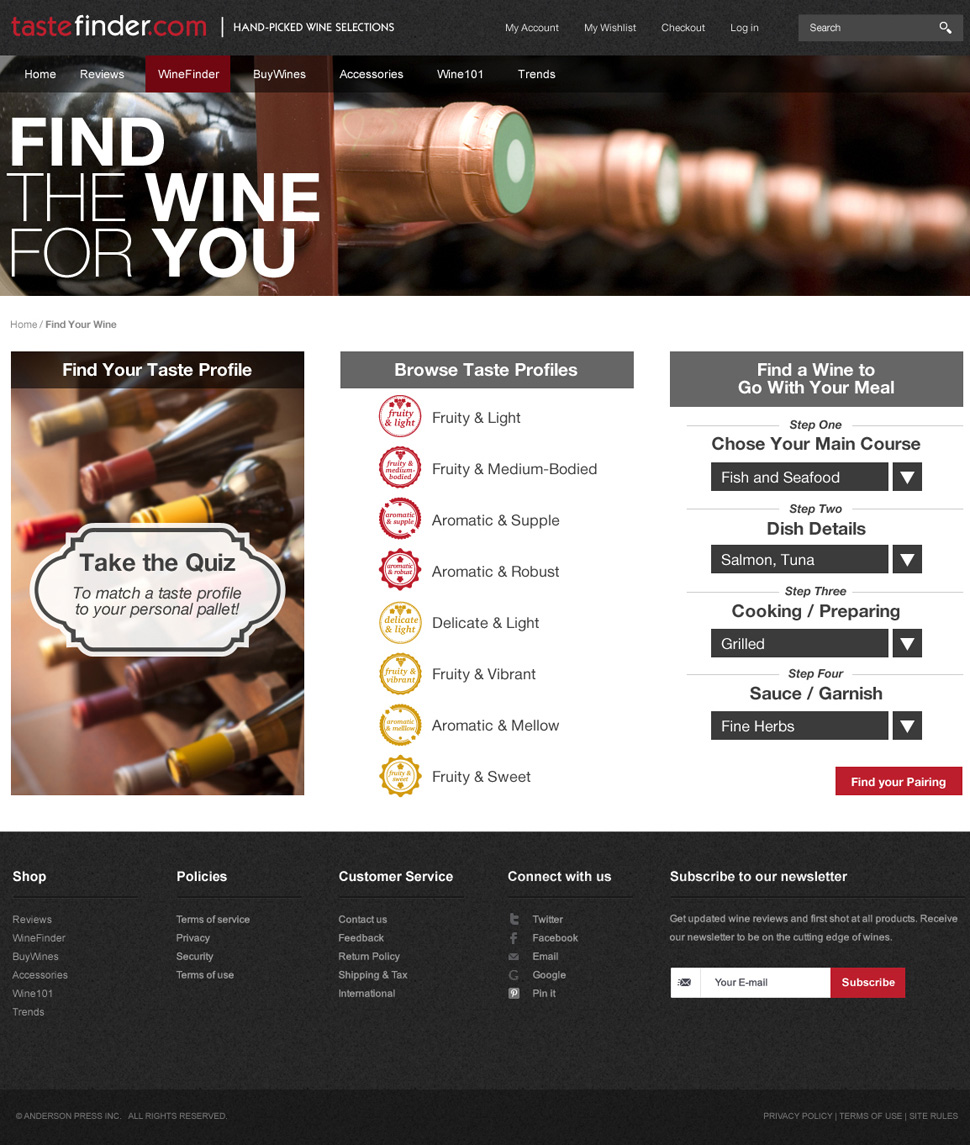 tastefinder.com | HAND-PICKED WINE SELECTIONS
My Account My Wishlist Checkout Log in Search
Home Reviews WineFinder BuyWines Accessories Wine101 Trends
FIND
THE WINE
FOR YOU
Home / Find Your Wine
Find Your Taste Profile
Take the Quiz
To match a taste profile
to your personal pallet!
Browse Taste Profiles
fruity
& light
Fruity & Light
fruity &
medium-
bodied
Fruity & Medium-Bodied
aromatic
& supple
Aromatic & Supple
aromatic
& robust
Aromatic & Robust
delicate
& light
Delicate & Light
fruity &
vibrant
Fruity & Vibrant
aromatic
& mellow
Aromatic & Mellow
fruity &
sweet
Fruity & Sweet
Find a Wine to
Go With Your Meal
Step One
Chose Your Main Course
Fish and Seafood
Step Two
Dish Details
Salmon, Tuna
Step Three
Cooking / Preparing
Grilled
Step Four
Sauce / Garnish
Fine Herbs
Find your Pairing
Shop
Reviews
WineFinder
BuyWines
Accessories
Wine101
Trends
Policies
Terms of service
Privacy
Security
Terms of use
Customer Service
Contact us
Feedback
Return Policy
Shipping & Tax
International
Connect with us
Twitter
Facebook
Email
Google
Pin it
Subscribe to our newsletter
Get updated wine reviews and first shot at all products. Receive
our newsletter to be on the cutting edge of wines.
Your E-mail Subscribe
© ANDERSON PRESS INC. ALL RIGHTS RESERVED.
PRIVACY POLICY | TERMS OF USE | SITE RULES